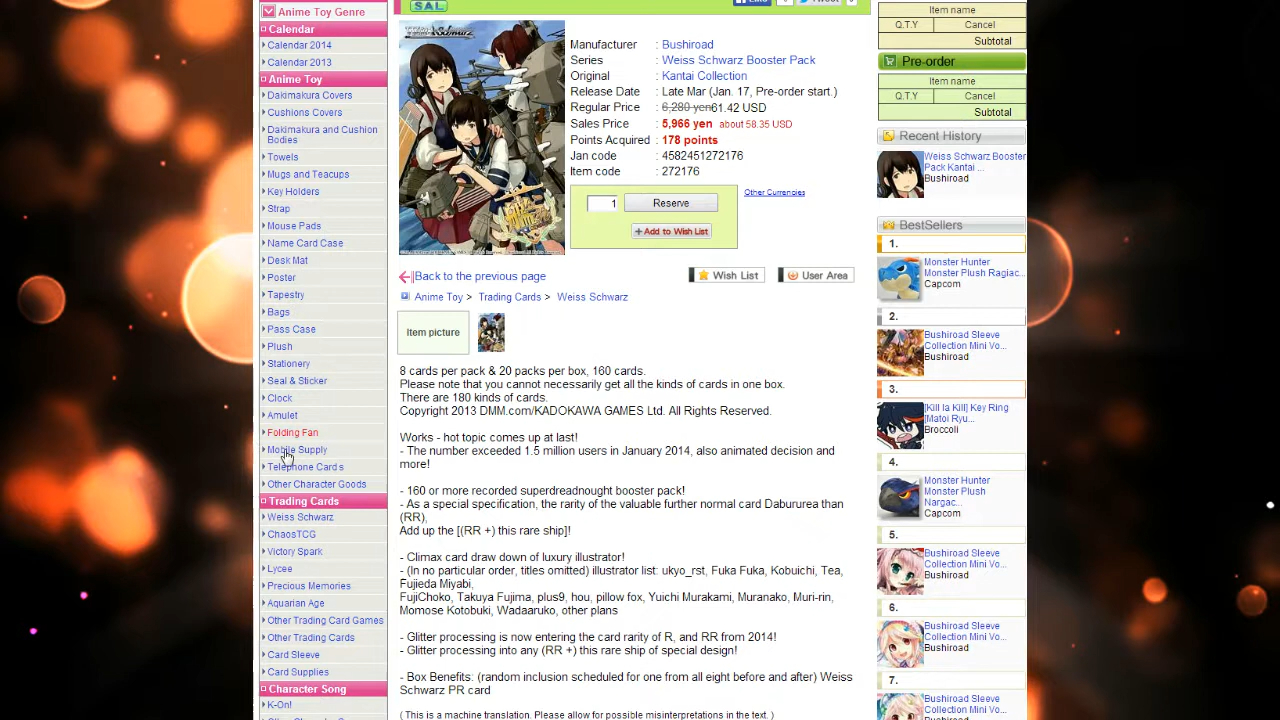 Anime Toy Genre
Calendar
Calendar 2014
Calendar 2013
Anime Toy
Dakimakura Covers
Cushions Covers
Dakimakura and Cushion
Bodies
Towels
Mugs and Teacups
Key Holders
Strap
Mouse Pads
Name Card Case
Desk Mat
Poster
Tapestry
Bags
Pass Case
Plush
Stationery
Seal & Sticker
Clock
Amulet
Folding Fan
Mobile Supply
Telephone Cards
Other Character Goods
Trading Cards
Weiss Schwarz
ChaosTCG
Victory Spark
Lycee
Precious Memories
Aquarian Age
Other Trading Card Games
Other Trading Cards
Card Sleeve
Card Supplies
Character Song
K-On!
SAL
Like
Tweet
Manufacturer : Bushiroad
Series : Weiss Schwarz Booster Pack
Original : Kantai Collection
Release Date : Late Mar (Jan. 17, Pre-order start.)
Regular Price : 6,280 yen61.42 USD
Sales Price : 5,966 yen about 58.35 USD
Points Acquired : 178 points
Jan code : 4582451272176
Item code : 272176
1 Reserve
Other Currencies
+Add to Wish List
Back to the previous page
Wish List
User Area
Anime Toy > Trading Cards > Weiss Schwarz
Item picture
8 cards per pack & 20 packs per box, 160 cards.
Please note that you cannot necessarily get all the kinds of cards in one box.
There are 180 kinds of cards.
Copyright 2013 DMM.com/KADOKAWA GAMES Ltd. All Rights Reserved.
Works - hot topic comes up at last!
- The number exceeded 1.5 million users in January 2014, also animated decision and
more!
- 160 or more recorded superdreadnought booster pack!
- As a special specification, the rarity of the valuable further normal card Dabururea than
(RR),
Add up the [(RR +) this rare ship]!
- Climax card draw down of luxury illustrator!
- (In no particular order, titles omitted) illustrator list: ukyo_rst, Fuka Fuka, Kobuichi, Tea,
Fujieda Miyabi,
FujiChoko, Takuya Fujima, plus9, hou, pillow fox, Yuichi Murakami, Muranako, Muri-rin,
Momose Kotobuki, Wadaaruko, other plans
- Glitter processing is now entering the card rarity of R, and RR from 2014!
- Glitter processing into any (RR +) this rare ship of special design!
- Box Benefits: (random inclusion scheduled for one from all eight before and after) Weiss
Schwarz PR card
( This is a machine translation. Please allow for possible misinterpretations in the text. )
Item name
Q.T.Y Cancel
Subtotal
Pre-order
Item name
Q.T.Y Cancel
Subtotal
Recent History
Weiss Schwarz Booster
Pack Kantai ...
Bushiroad
BestSellers
1.
Monster Hunter
Monster Plush Ragiac...
Capcom
2.
Bushiroad Sleeve
Collection Mini Vo...
Bushiroad
3.
[Kill la Kill] Key Ring
[Matoi Ryu...
Broccoli
4.
Monster Hunter
Monster Plush
Nargac...
Capcom
5.
Bushiroad Sleeve
Collection Mini Vo...
Bushiroad
6.
Bushiroad Sleeve
Collection Mini Vo...
Bushiroad
7.
Bushiroad Sleeve
Collection Mini Vo...